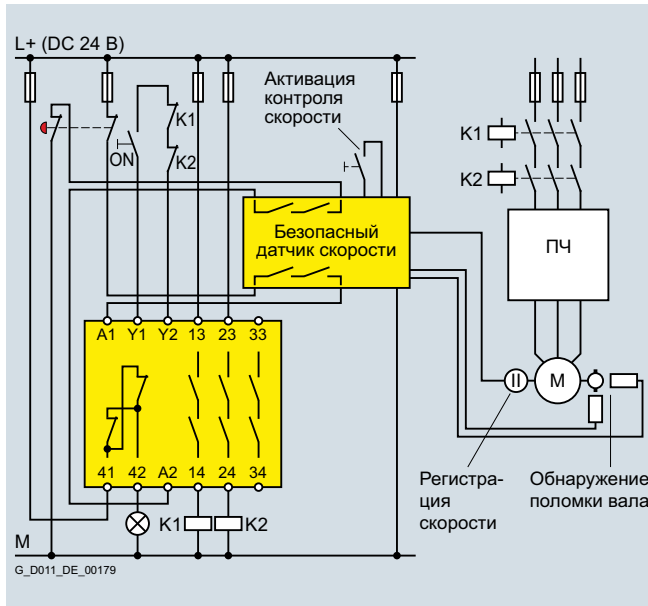 L+ (DC 24 В)
Активация
контроля
скорости
K1
ON
K2
K1
K2
Безопасный
датчик скорости
ПЧ
A1 Y1 Y2 13 23 33
II
M
41 42 A2 14 24 34
K1
K2
Регистра-
ция
скорости
Обнаружение
поломки вала
M
G_D011_DE_00179